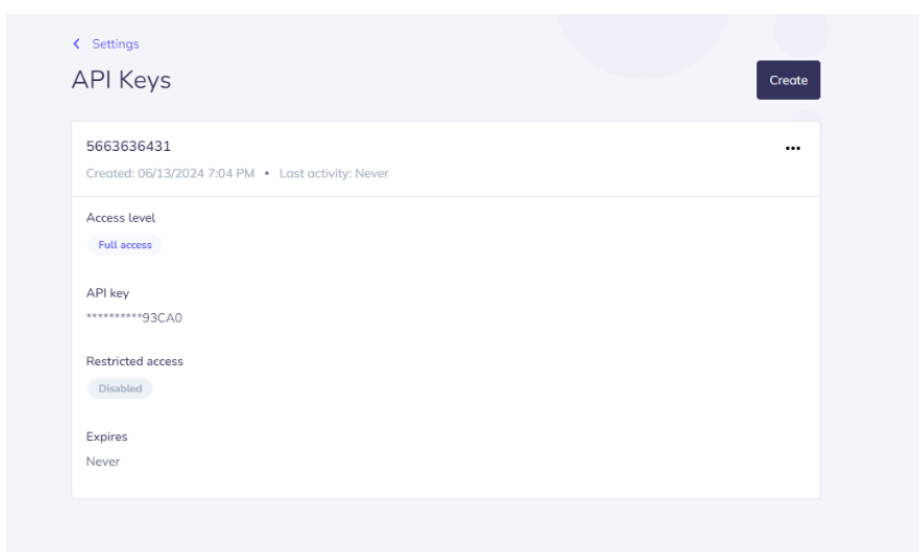 Settings
API Keys
Create
5663636431
Created: 06/13/2024 7:04 PM • Last activity: Never
Access level
Full access
API key
**********93CA0
Restricted access
Disabled
Expires
Never